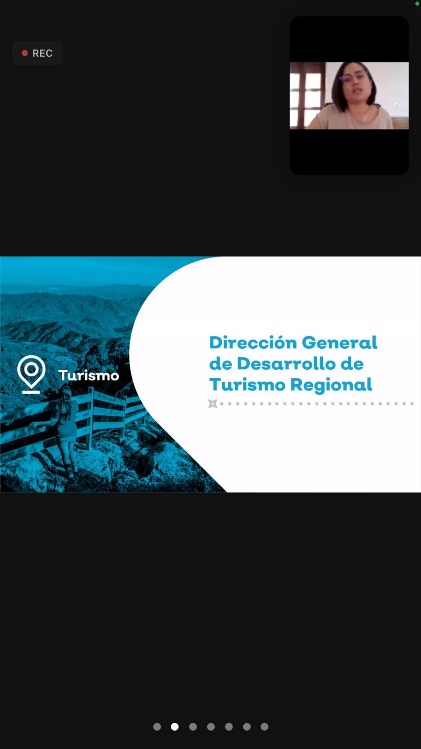 REC
Turismo
Dirección General
de Desarrollo de
Turismo Regional